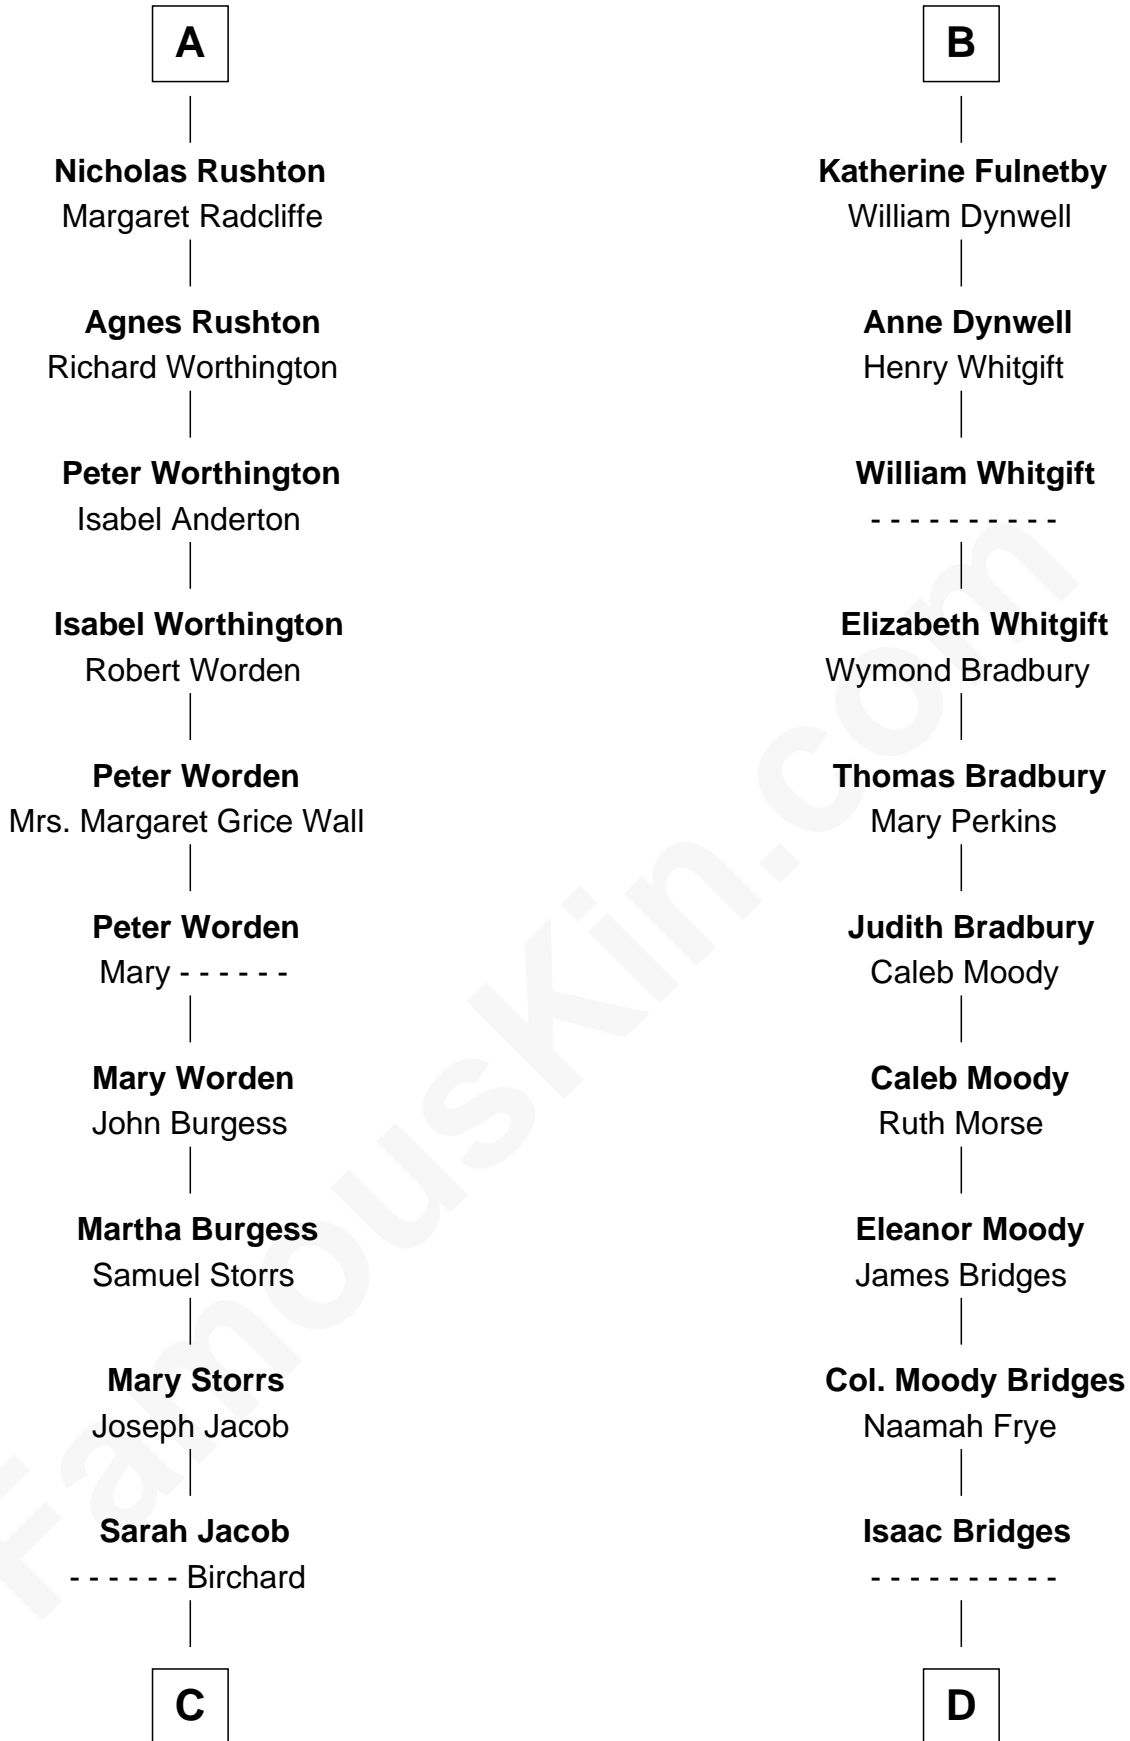 A
Nicholas Rushton
Margaret Radcliffe
Agnes Rushton
Richard Worthington
Peter Worthington
Isabel Anderton
Isabel Worthington
Robert Worden
Peter Worden
Mrs. Margaret Grice Wall
Peter Worden
Mary - - - - - -
Mary Worden
John Burgess
Martha Burgess
Samuel Storrs
Mary Storrs
Joseph Jacob
Sarah Jacob
- - - - - - Birchard
C
B
Katherine Fulnetby
William Dynwell
Anne Dynwell
Henry Whitgift
William Whitgift
- - - - - - - - - -
Elizabeth Whitgift
Wymond Bradbury
Thomas Bradbury
Mary Perkins
Judith Bradbury
Caleb Moody
Caleb Moody
Ruth Morse
Eleanor Moody
James Bridges
Col. Moody Bridges
Naamah Frye
Isaac Bridges
- - - - - - - - - -
D
FamousKin.com